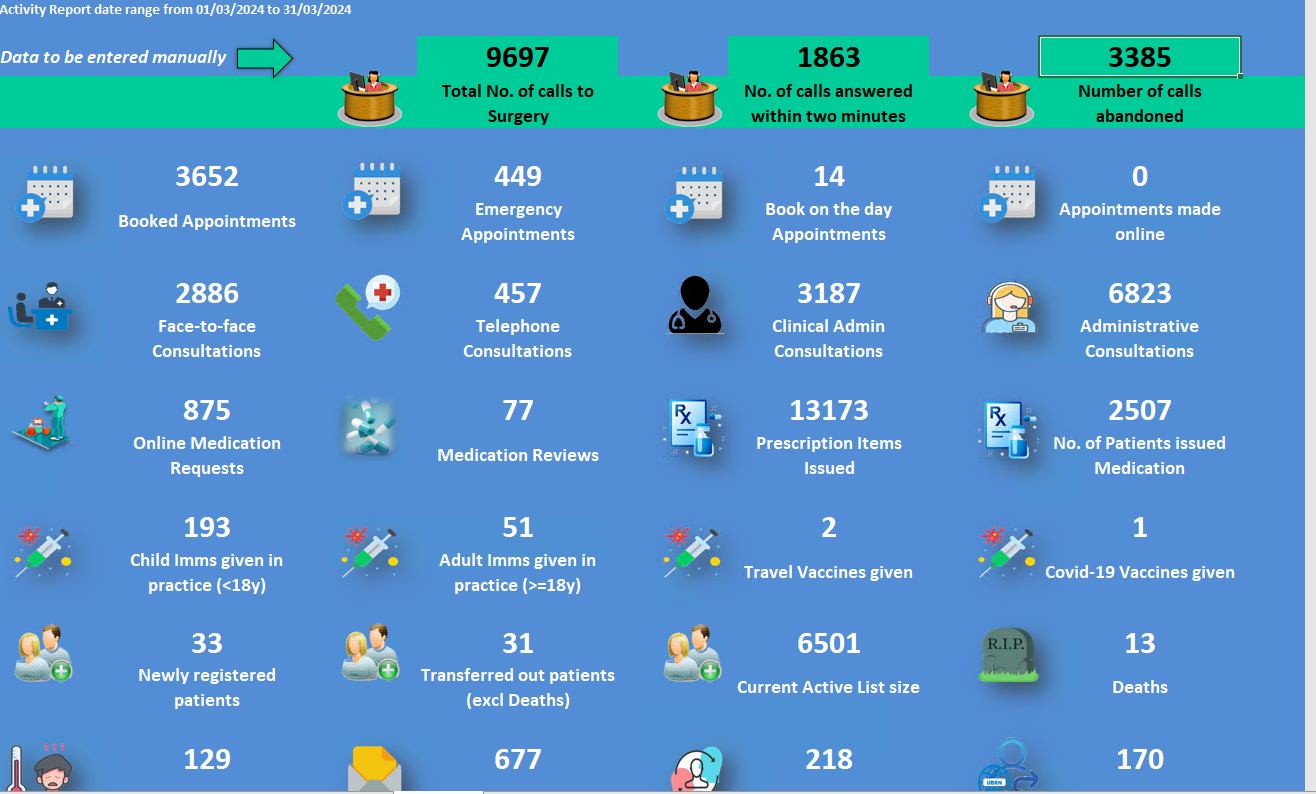 Activity Report date range from 01/03/2024 to 31/03/2024
Data to be entered manually
9697
Total No. of calls to
Surgery
1863
No. of calls answered
within two minutes
3385
Number of calls
abandoned
3652
Booked Appointments
449
Emergency
Appointments
14
Book on the day
Appointments
0
Appointments made
online
2886
Face-to-face
Consultations
457
Telephone
Consultations
3187
Clinical Admin
Consultations
6823
Administrative
Consultations
875
Online Medication
Requests
77
Medication Reviews
RX
13173
Prescription Items
Issued
RX
2507
No. of Patients issued
Medication
193
Child Imms given in
practice (<18y)
51
Adult Imms given in
practice (>=18y)
2
Travel Vaccines given
1
Covid-19 Vaccines given
33
Newly registered
patients
31
Transferred out patients
(excl Deaths)
6501
Current Active List size
R.I.P.
13
Deaths
129
677
218
UBRN
170